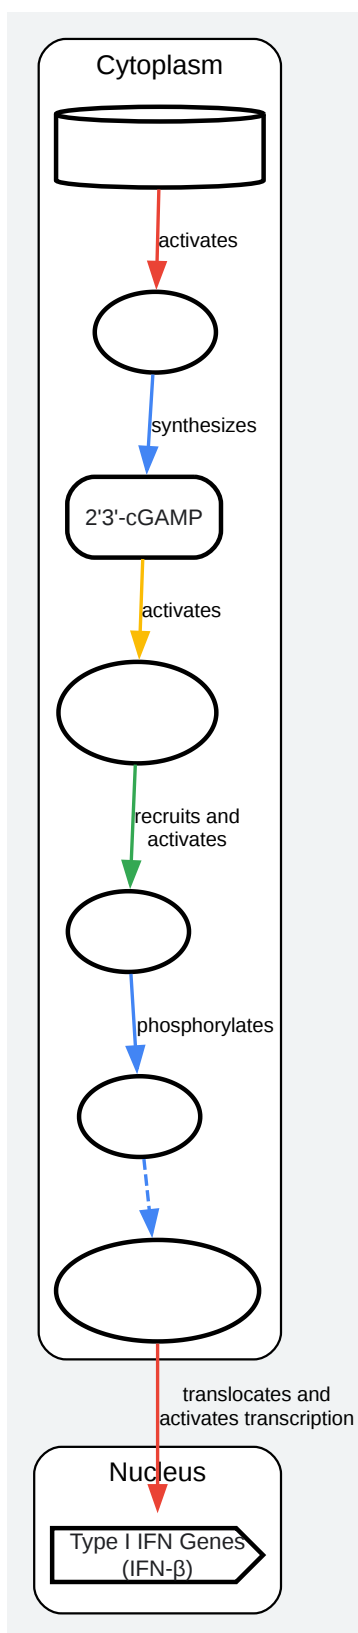 Cytoplasm
activates
synthesizes
2'3'-cGAMP
activates
recruits and
activates
phosphorylates
translocates and
activates transcription
Nucleus
Type I IFN Genes
(IFN-β)